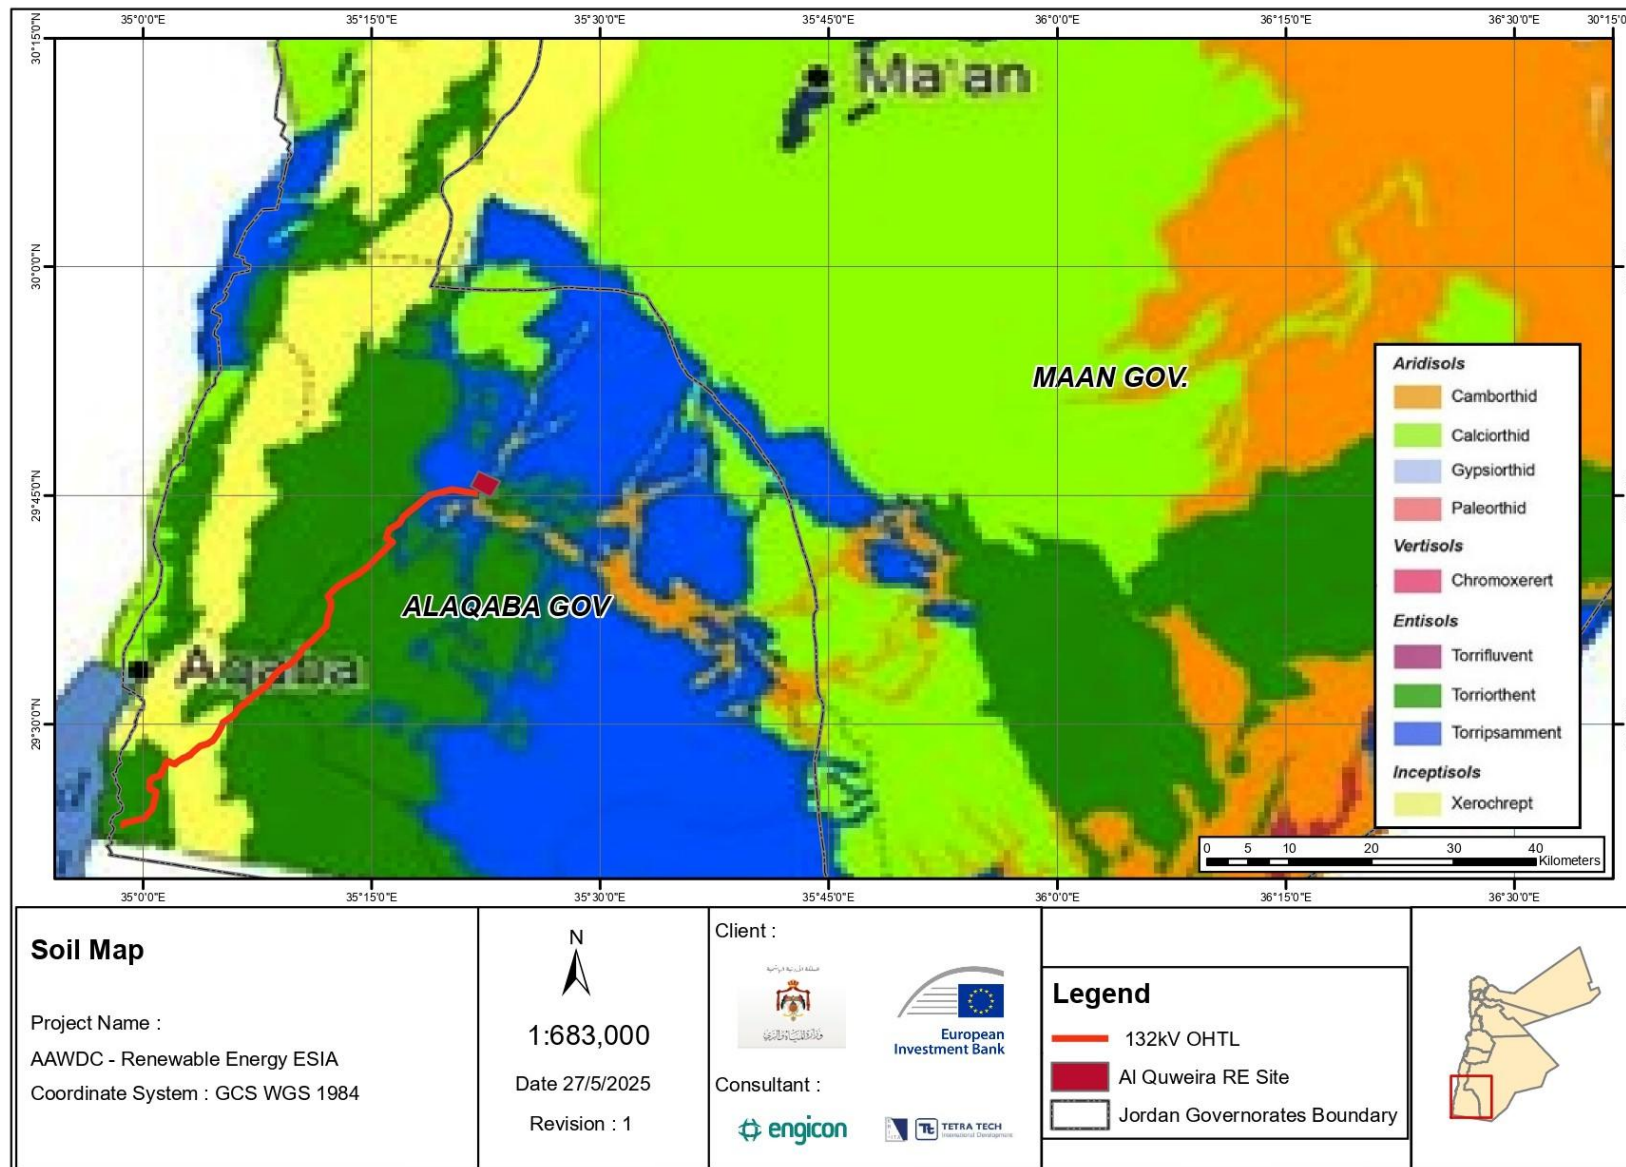 35°0'0"E 35°15'0"E 35°30'0"E 35°45'0"E 36°0'0"E 36°15'0"E 36°30'0"E
30°15'0"N
30°15'0"
30°0'0"N
29°45'0"N
29°30'0"N
Ma'an
MAAN GOV.
ALAQABA GOV
Aqaba
Aridisols
Camborthid
Calciorthid
Gypsiorthid
Paleorthid
Vertisols
Chromoxerert
Entisols
Torrifluvent
Torriorthent
Torripsamment
Inceptisols
Xerochrept
0 5 10 20 30 40
Kilometers
35°0'0"E 35°15'0"E 35°30'0"E 35°45'0"E 36°0'0"E 36°15'0"E 36°30'0"E
Soil Map
Project Name :
AAWDC - Renewable Energy ESIA
Coordinate System : GCS WGS 1984
N
1:683,000
Date 27/5/2025
Revision : 1
Client :
European
Investment Bank
Consultant :
engicon
TETRA TECH
International Development
Legend
132kV OHTL
Al Quweira RE Site
Jordan Governorates Boundary